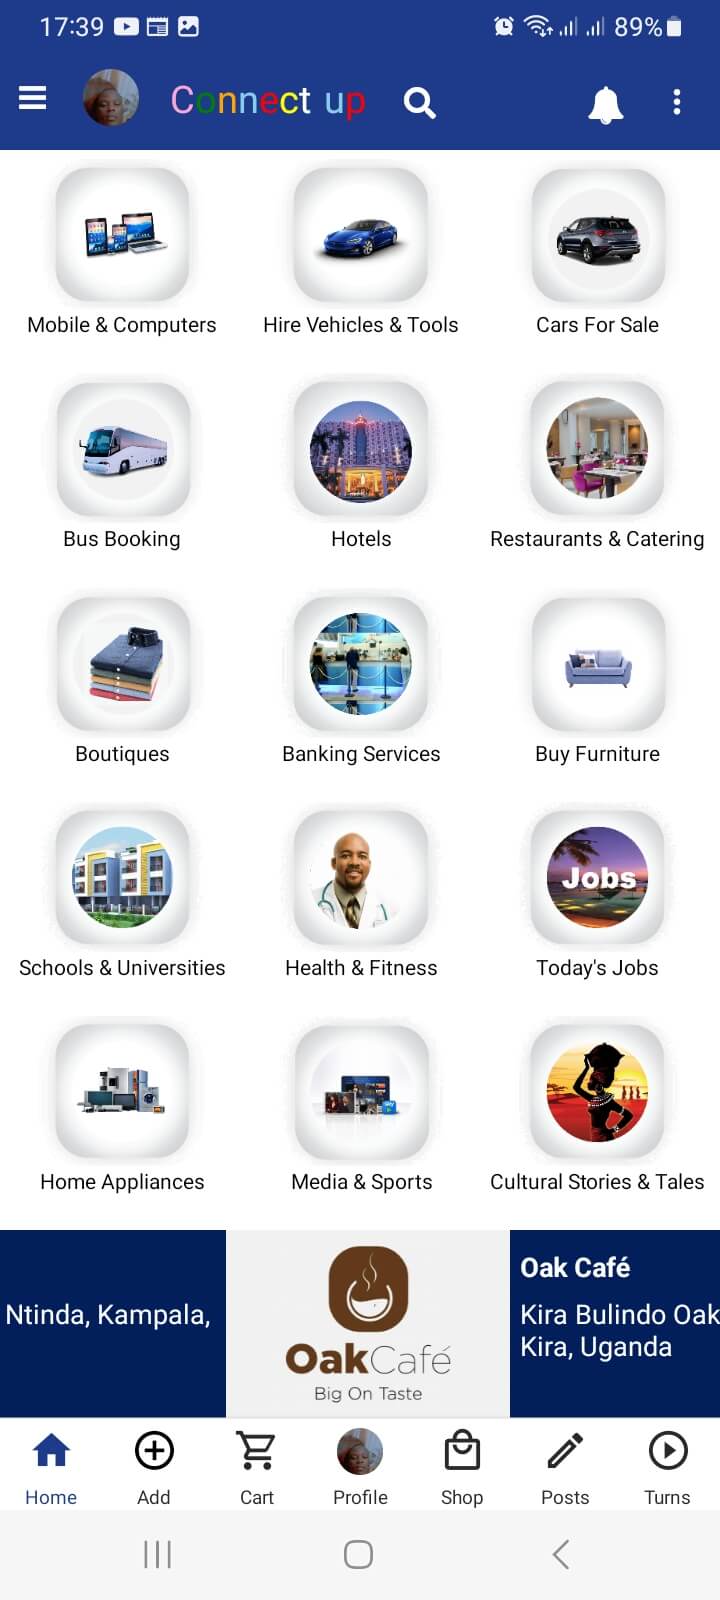 17:39
89%
Connect up
Mobile & Computers
Hire Vehicles & Tools
Cars For Sale
Bus Booking
Hotels
Restaurants & Catering
Boutiques
Banking Services
Buy Furniture
Jobs
Schools & Universities
Health & Fitness
Today's Jobs
Home Appliances
Media & Sports
Cultural Stories & Tales
Ntinda, Kampala,
OakCafé
Big On Taste
Oak Café
Kira Bulindo Oak
Kira, Uganda
Home
Add
Cart
Profile
Shop
Posts
Turns